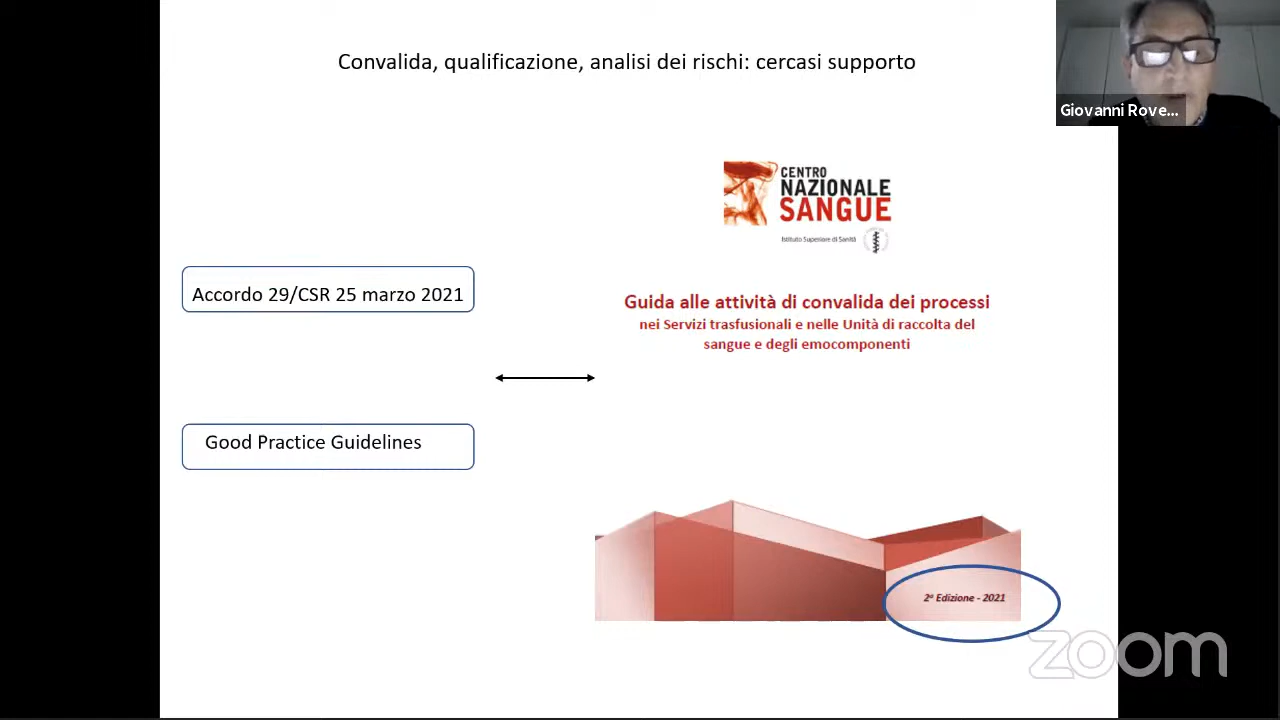 Convalida, qualificazione, analisi dei rischi: cercasi supporto
Giovanni Rove...
CENTRO
NAZIONALE
SANGUE
Istituto Superiore di Sanità
Accordo 29/CSR 25 marzo 2021
Guida alle attività di convalida dei processi
nei Servizi trasfusionali e nelle Unità di raccolta del
sangue e degli emocomponenti
Good Practice Guidelines
2ª Edizione - 2021
zoom